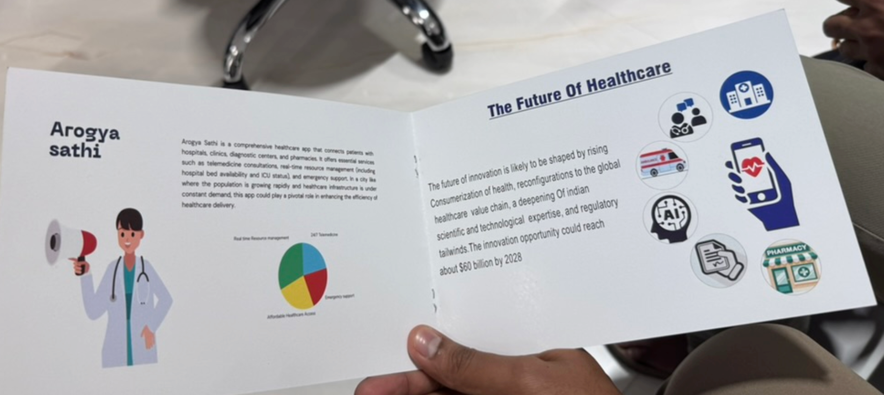 Arogya
sathi
Arogya Sathi is a comprehensive healthcare app that connects patients with
hospitals, clinics, diagnostic centers, and pharmacies. It offers essential services
such as telemedicine consultations, real-time resource management (including
hospital bed availability and ICU status), and emergency support. In a city like
where the population is growing rapidly and healthcare infrastructure is under
constant demand, this app could play a pivotal role in enhancing the efficiency of
healthcare delivery.
Real time Resource management
24/7 Telemedicine
Emergency support
Affordable Healthcare Access
The Future Of Healthcare
The future of innovation is likely to be shaped by rising
Consumerization of health, reconfigurations to the global
healthcare value chain, a deepening Of indian
scientific and technological expertise, and regulatory
tailwinds.The innovation opportunity could reach
about $60 billion by 2028
AMBULANCE
AI
PHARMACY